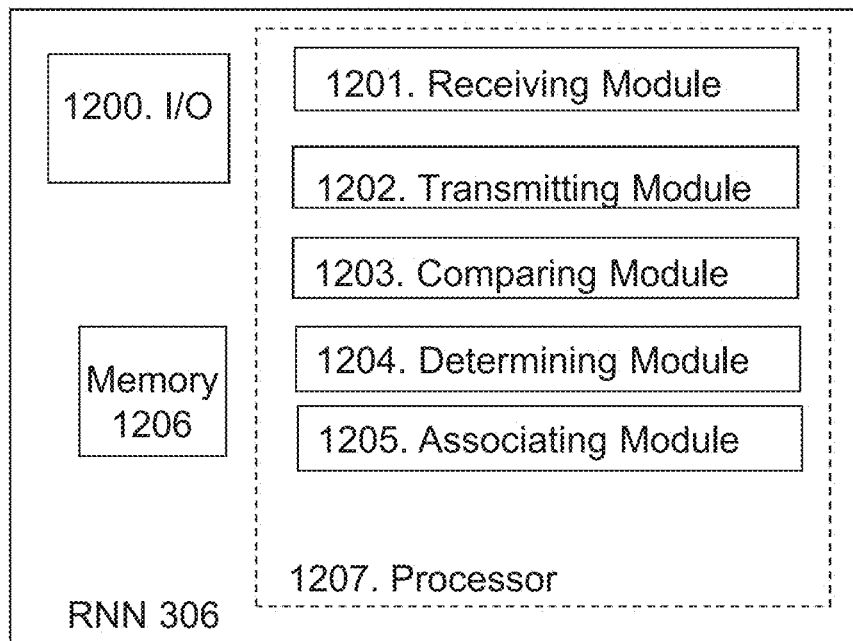 1200. I/O
1201. Receiving Module
1202. Transmitting Module
1203. Comparing Module
1204. Determining Module
1205. Associating Module
Memory
1206
1207. Processor
RNN 306